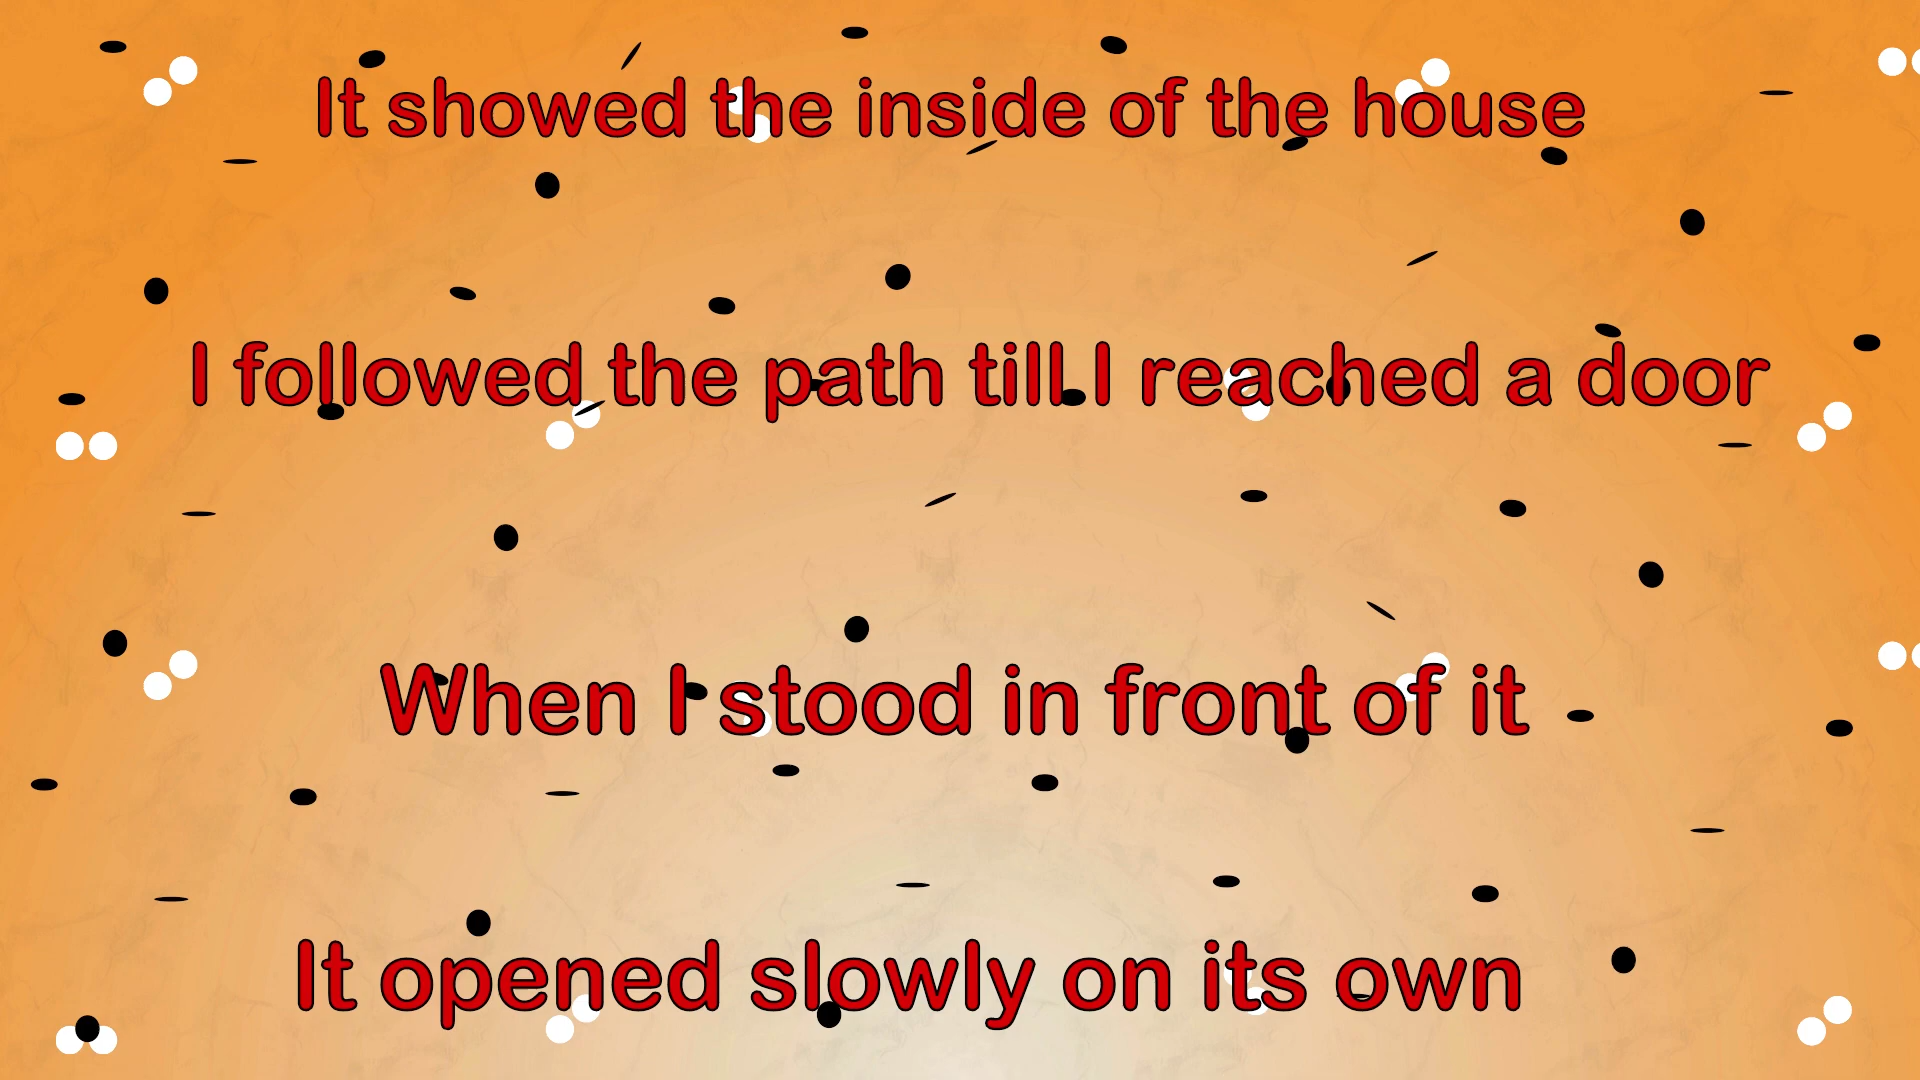 It showed the inside of the house
I followed the path till I reached a door
When I stood in front of it
It opened slowly on its own